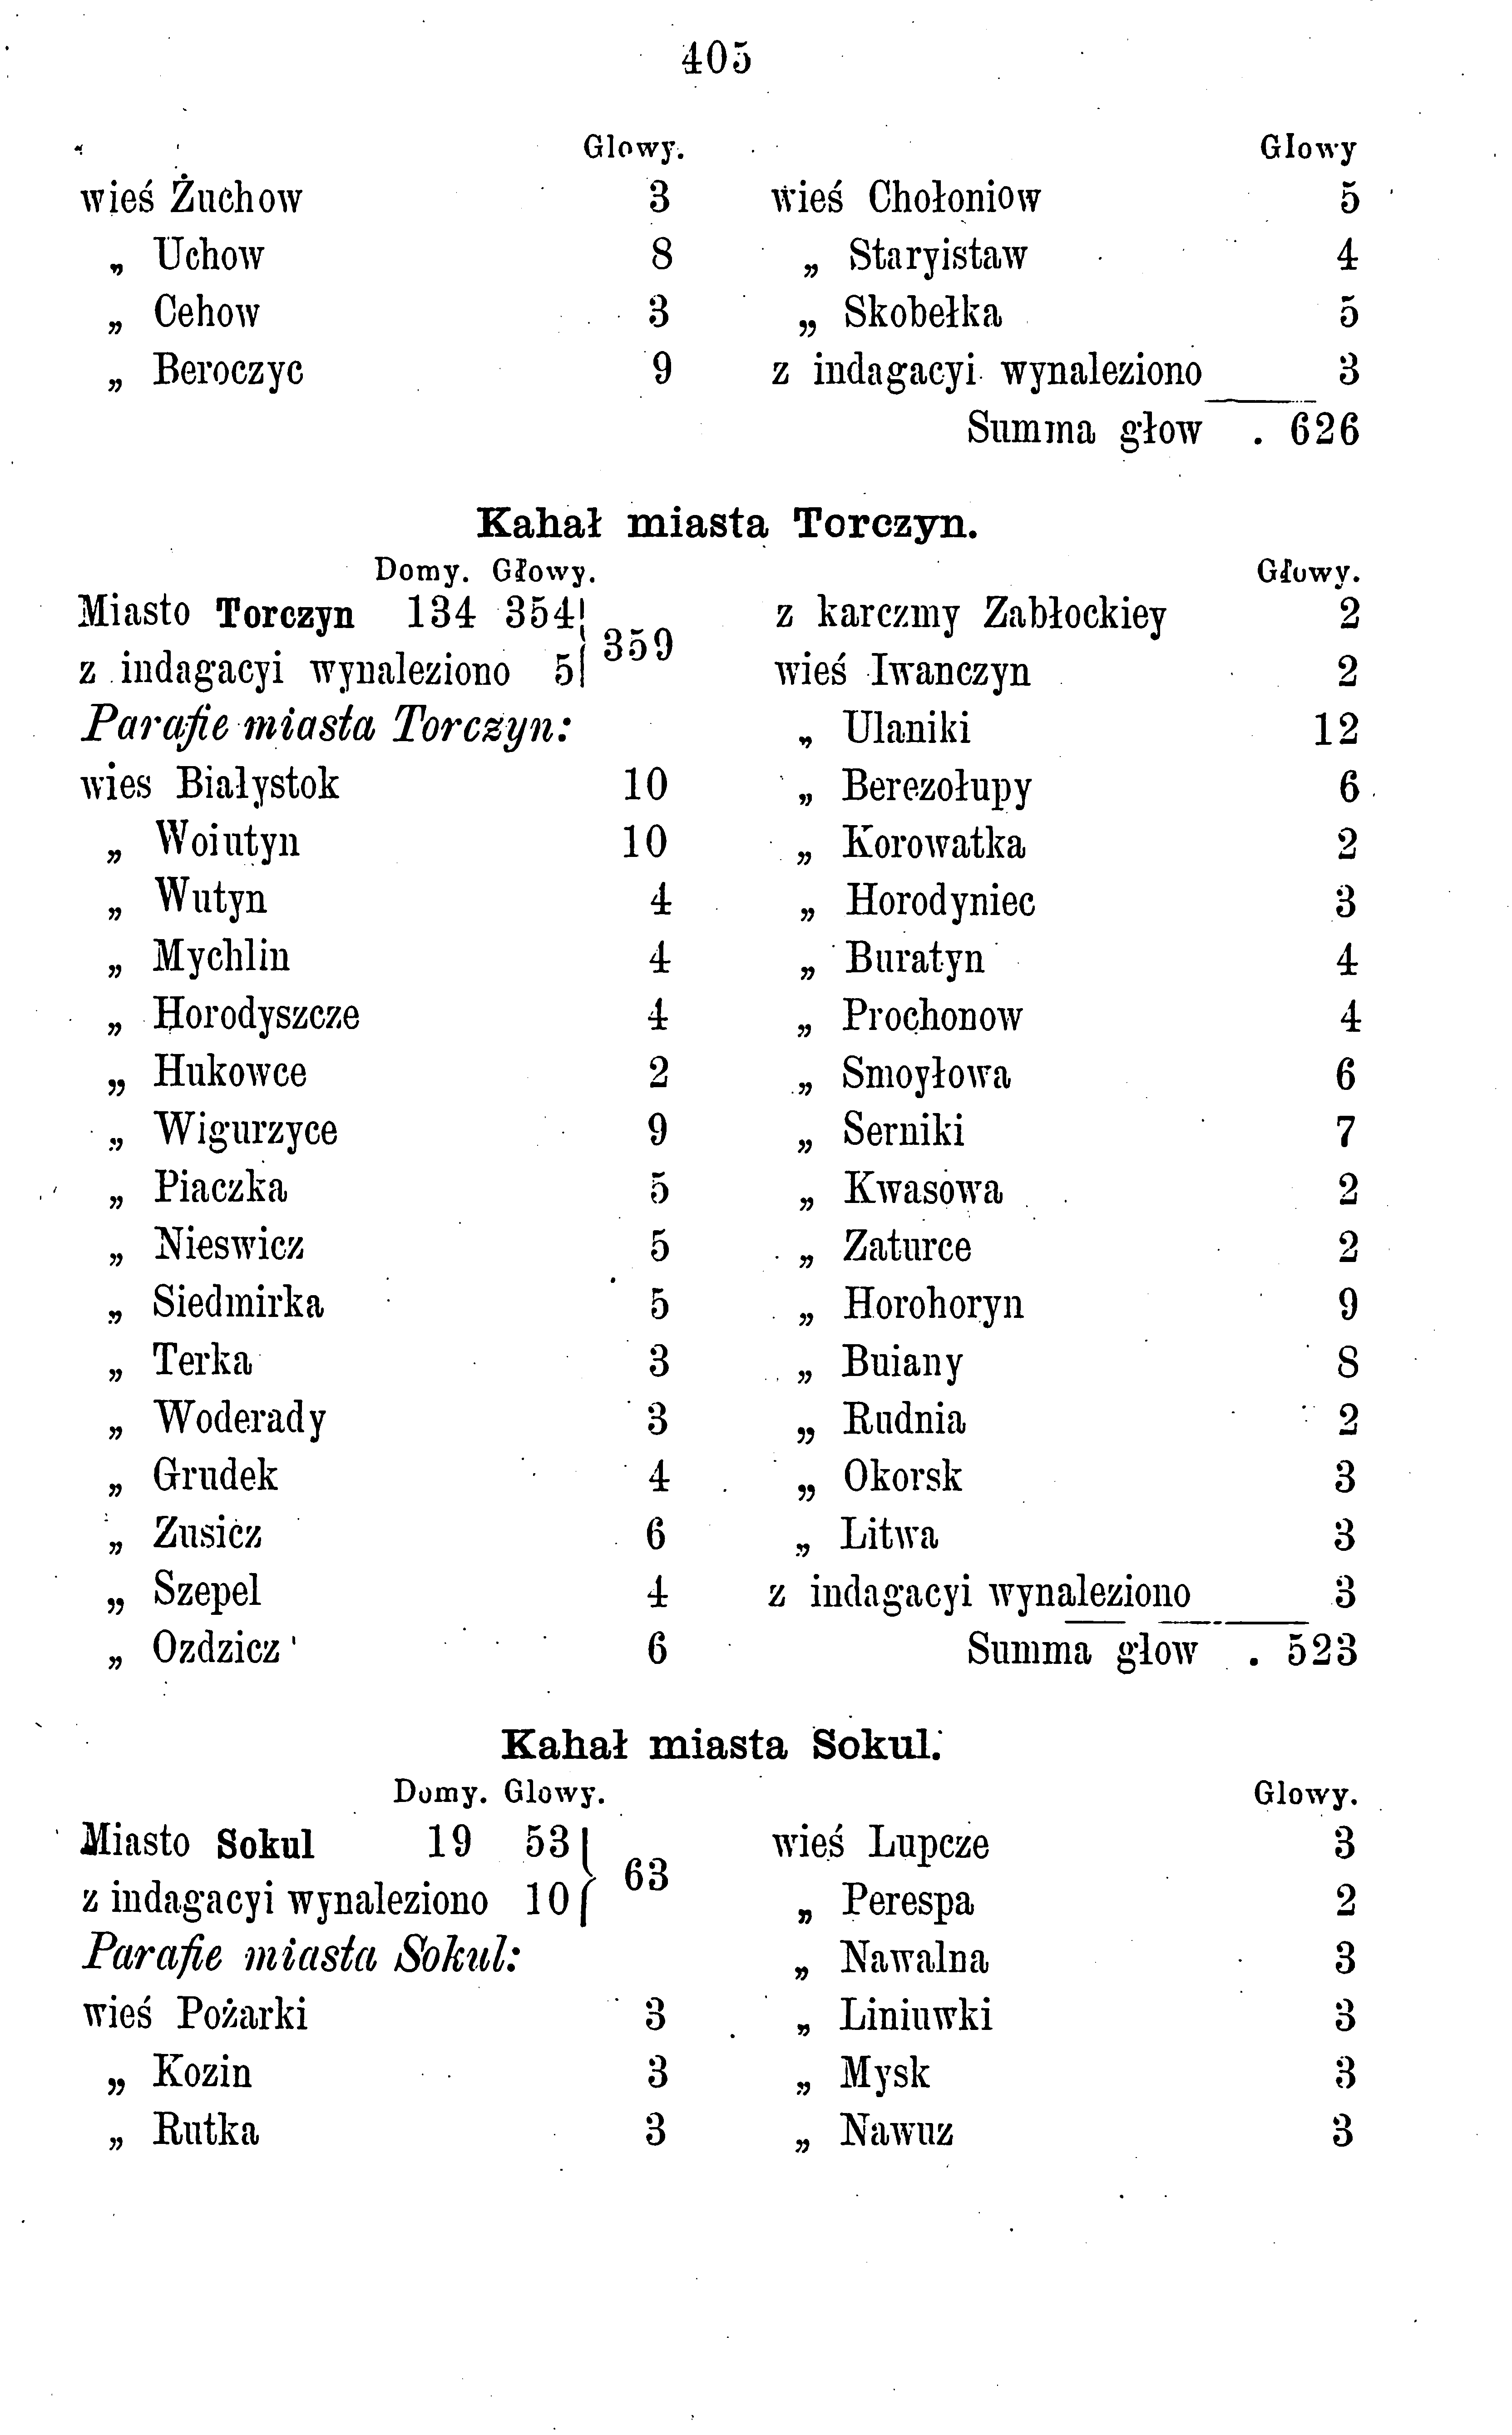 405
Glowy.
wieś Żuchow 3
„ Uchow 8
„ Cehow 3
„ Beroczyc 9
Glowy
wieś Chołoniow 5
„ Staryistaw 4
„ Skobełka 5
z indagacyi wynaleziono 3
Summa głow . 626
Kahał miasta Torczyn.
Domy. Głowy.
Miasto Torczyn 134 354
z indagacyi wynaleziono 5 } 359
Parafie miasta Torczyn:
wies Białystok 10
„ Woiutyn 10
„ Wutyn 4
„ Mychlin 4
„ Horodyszcze 4
„ Hukowce 2
„ Wigurzyce 9
„ Piaczka 5
„ Nieswicz 5
„ Siedmirka 5
„ Terka 3
„ Woderady 3
„ Grudek 4
„ Zusicz 6
„ Szepel 4
„ Ozdzicz 6
Głowy.
z karczmy Zabłockiey 2
wieś Iwanczyn 2
„ Ulaniki 12
„ Berezołupy 6
„ Korowatka 2
„ Horodyniec 3
„ Buratyn 4
„ Prochonow 4
„ Smoyłowa 6
„ Serniki 7
„ Kwasowa 2
„ Zaturce 2
„ Horohoryn 9
„ Buiany 8
„ Rudnia 2
„ Okorsk 3
„ Litwa 3
z indagacyi wynaleziono 3
Summa głow . 523
Kahał miasta Sokul.
Domy. Glowy.
Miasto Sokul 19 53
z indagacyi wynaleziono 10 } 63
Parafie miasta Sokul:
wieś Pożarki 3
„ Kozin 3
„ Rutka 3
Glowy.
wieś Lupcze 3
„ Perespa 2
„ Nawalna 3
„ Liniuwki 3
„ Mysk 3
„ Nawuz 3